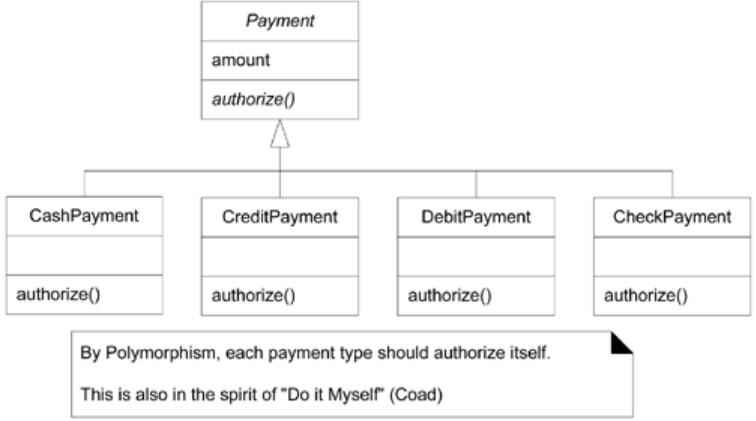 Payment
amount
authorize()
CashPayment
authorize()
CreditPayment
authorize()
DebitPayment
authorize()
CheckPayment
authorize()
By Polymorphism, each payment type should authorize itself.
This is also in the spirit of "Do it Myself" (Coad)